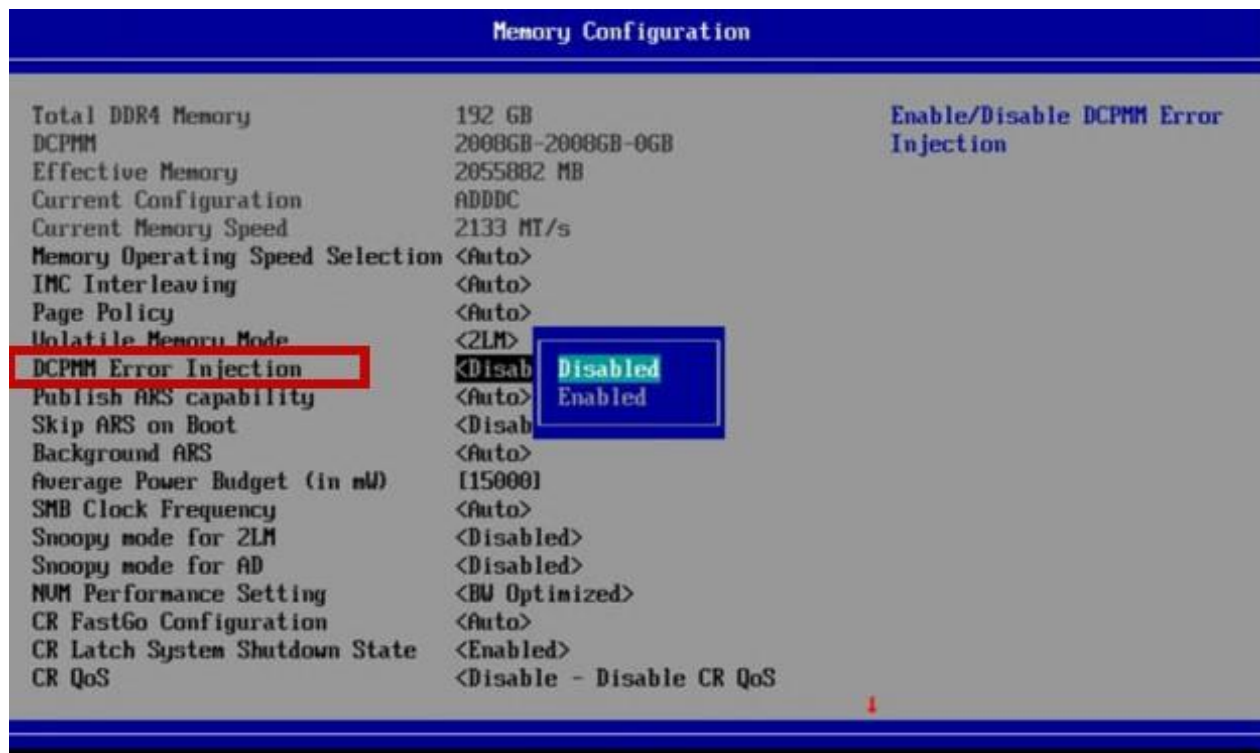 Memory Configuration
Total DDR4 Memory 192 GB
DCPMM 2008GB-2008GB-0GB
Effective Memory 2055882 MB
Current Configuration ADDDC
Current Memory Speed 2133 MT/s
Memory Operating Speed Selection <Auto>
IMC Interleaving <Auto>
Page Policy <Auto>
Volatile Memory Mode <2LM>
DCPMM Error Injection <Disab
Publish ARS capability <Auto>
Skip ARS on Boot <Disab
Background ARS <Auto>
Average Power Budget (in mW) [15000]
SMB Clock Frequency <Auto>
Snoopy mode for 2LM <Disabled>
Snoopy mode for AD <Disabled>
NVM Performance Setting <BW Optimized>
CR FastGo Configuration <Auto>
CR Latch System Shutdown State <Enabled>
CR QoS <Disable - Disable CR QoS
Disabled
Enabled
Enable/Disable DCPMM Error
Injection